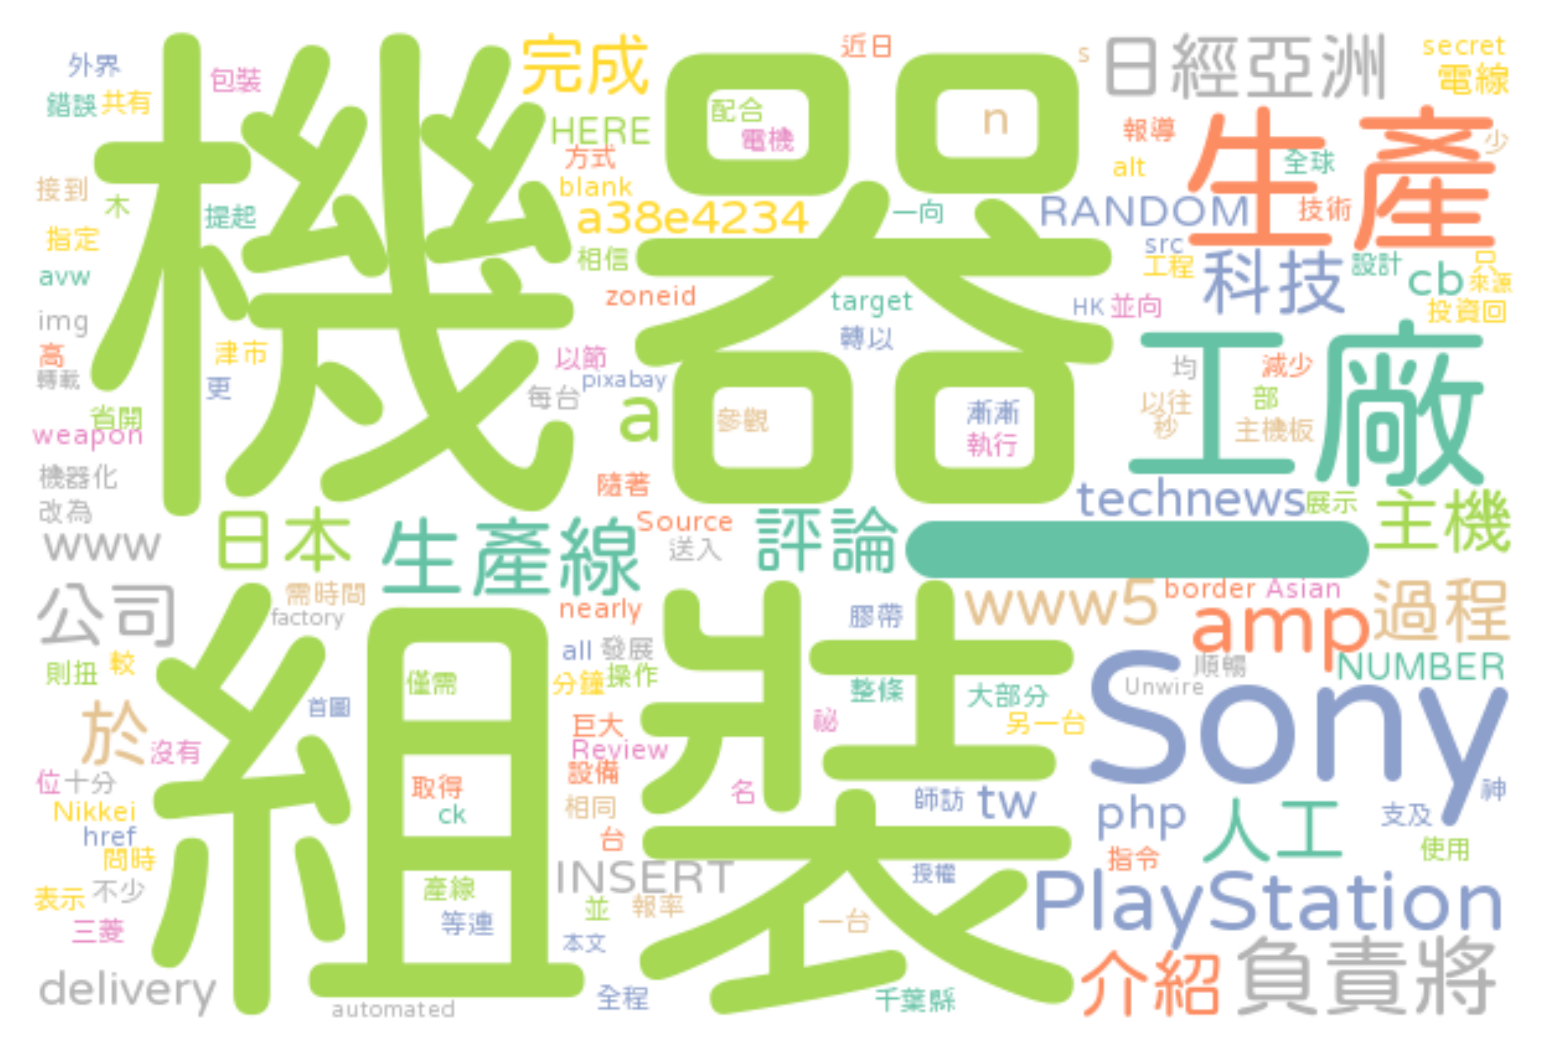 外界
包裝
完成
近日
s
日經亞洲
secret
錯誤
共有
機器
配合
電機
n
電線
HERE
報導
生產
少
方式
alt
全球
接到
木
提起
blank
a38e4234
一向
RANDOM
技術
指定
相信
src
工程
科技
設計
cb
只
來源
avw
zoneid
target
HK
並向
投資回
img
轉以
工廠
高
津市
以節
均
減少
轉載
更
pixabay
每台
a
參觀
漸漸
以往
部
省開
秒
主機板
weapon
執行
機器化
隨著
technews
展示
改為
日本
生產線
Source
評論
一
主機
www
送入
公司
需時間
factory
nearly
膠帶
www5
border
Asian
過程
amp
則扭
較
組裝
all
發展
順暢
NUMBER
僅需
分鐘
操作
整條
大部分
Unwire
Sony
於
首圖
巨大
祕
另一台
沒有
Review
位
十分
取得
設備
名
師訪
tw
神
Nikkei
ck
相同
php
人工
支及
href
台
問時
指令
使用
表示
不少
產線
INSERT
授權
PlayStation
三菱
等連
並
報率
一台
本文
delivery
automated
全程
千葉縣
介紹
負責將